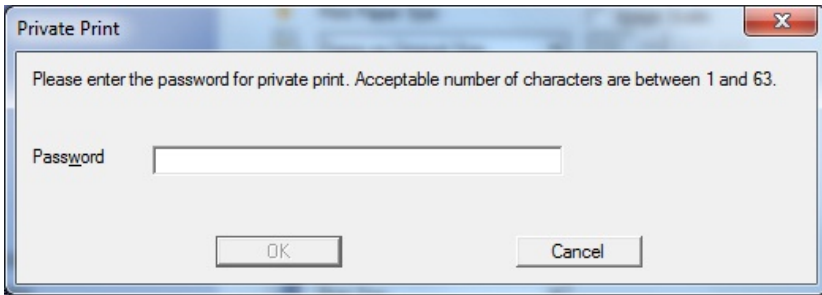 Private Print
Please enter the password for private print. Acceptable number of characters are between 1 and 63.
Password
OK
Cancel